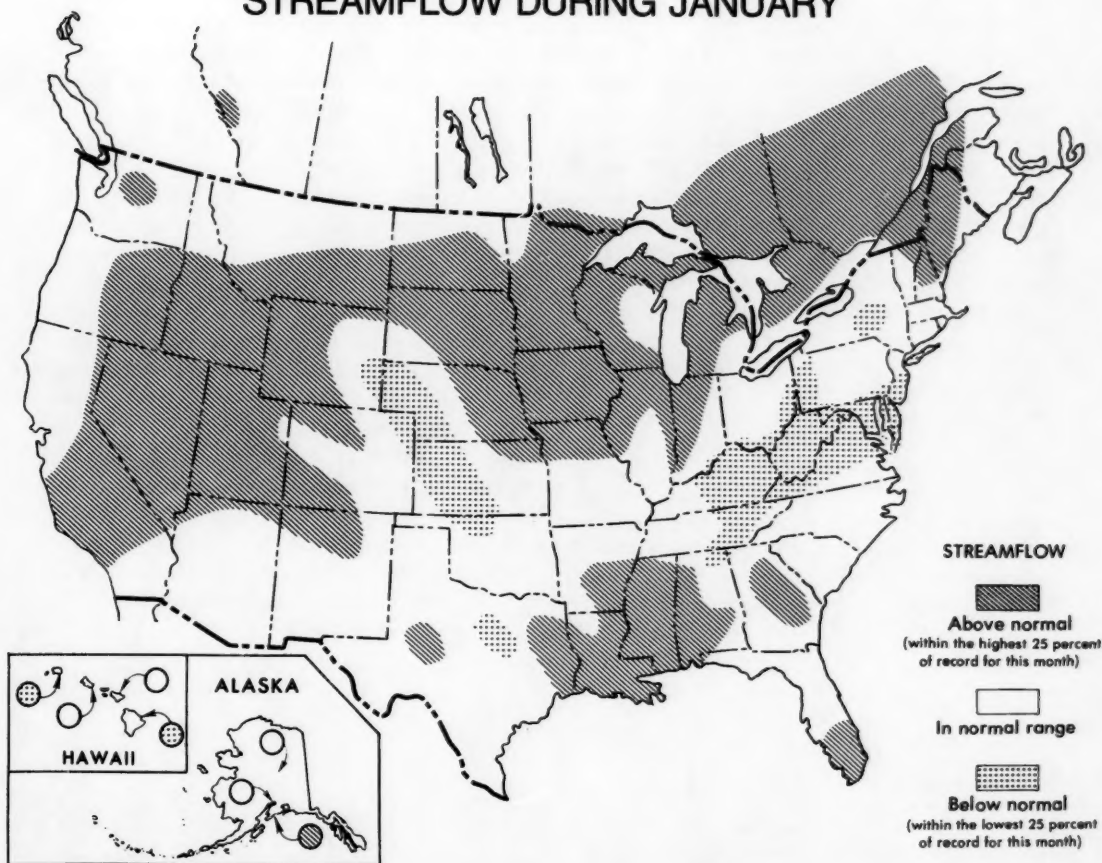 STREAMFLOW DURING JANUARY
STREAMFLOW
Above normal
(within the highest 25 percent
of record for this month)
In normal range
Below normal
(within the lowest 25 percent
of record for this month)
ALASKA
HAWAII